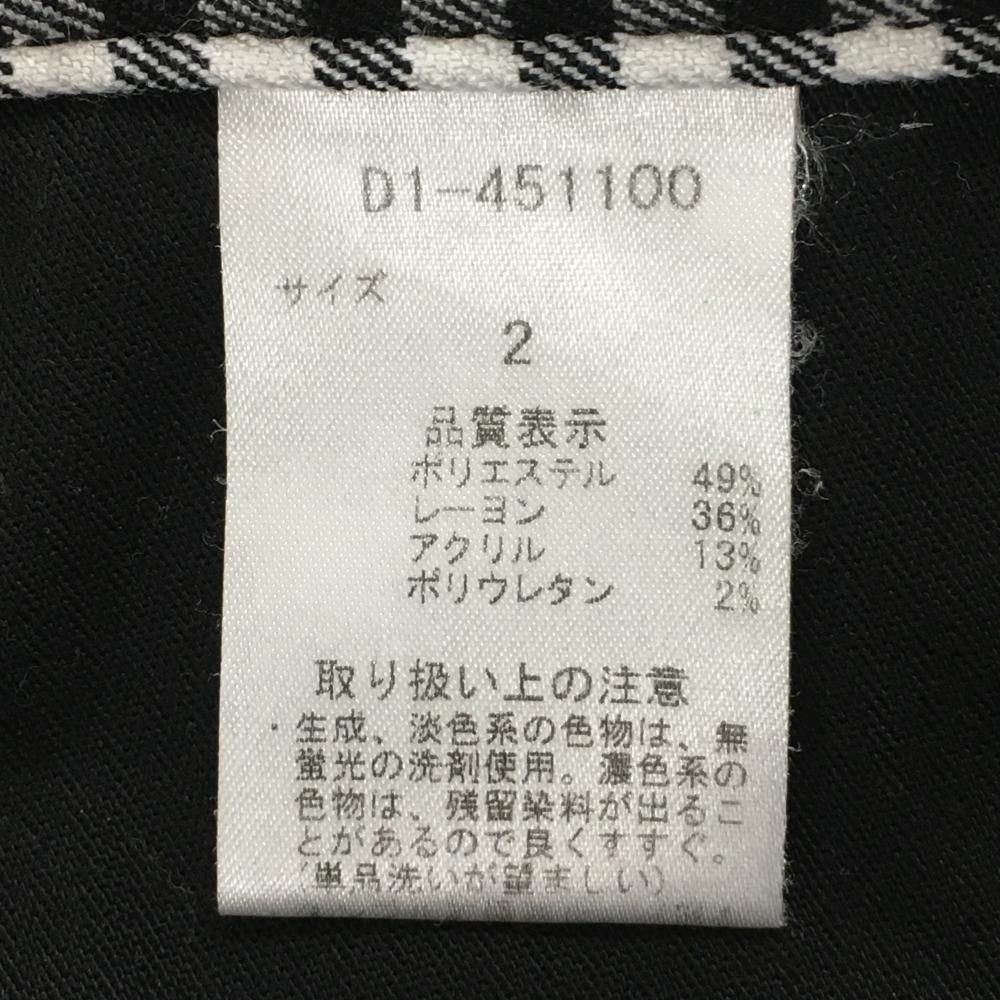 D1-451100
サイズ
2
品質表示
ポリエステル 49%
レーヨン 36%
アクリル 13%
ポリウレタン 2%
取り扱い上の注意
・生成、淡色系の色物は、無
蛍光の洗剤使用。濃色系の
色物は、残留染料が出るこ
とがあるので良くすすぐ。
(単品洗いが望ましい)